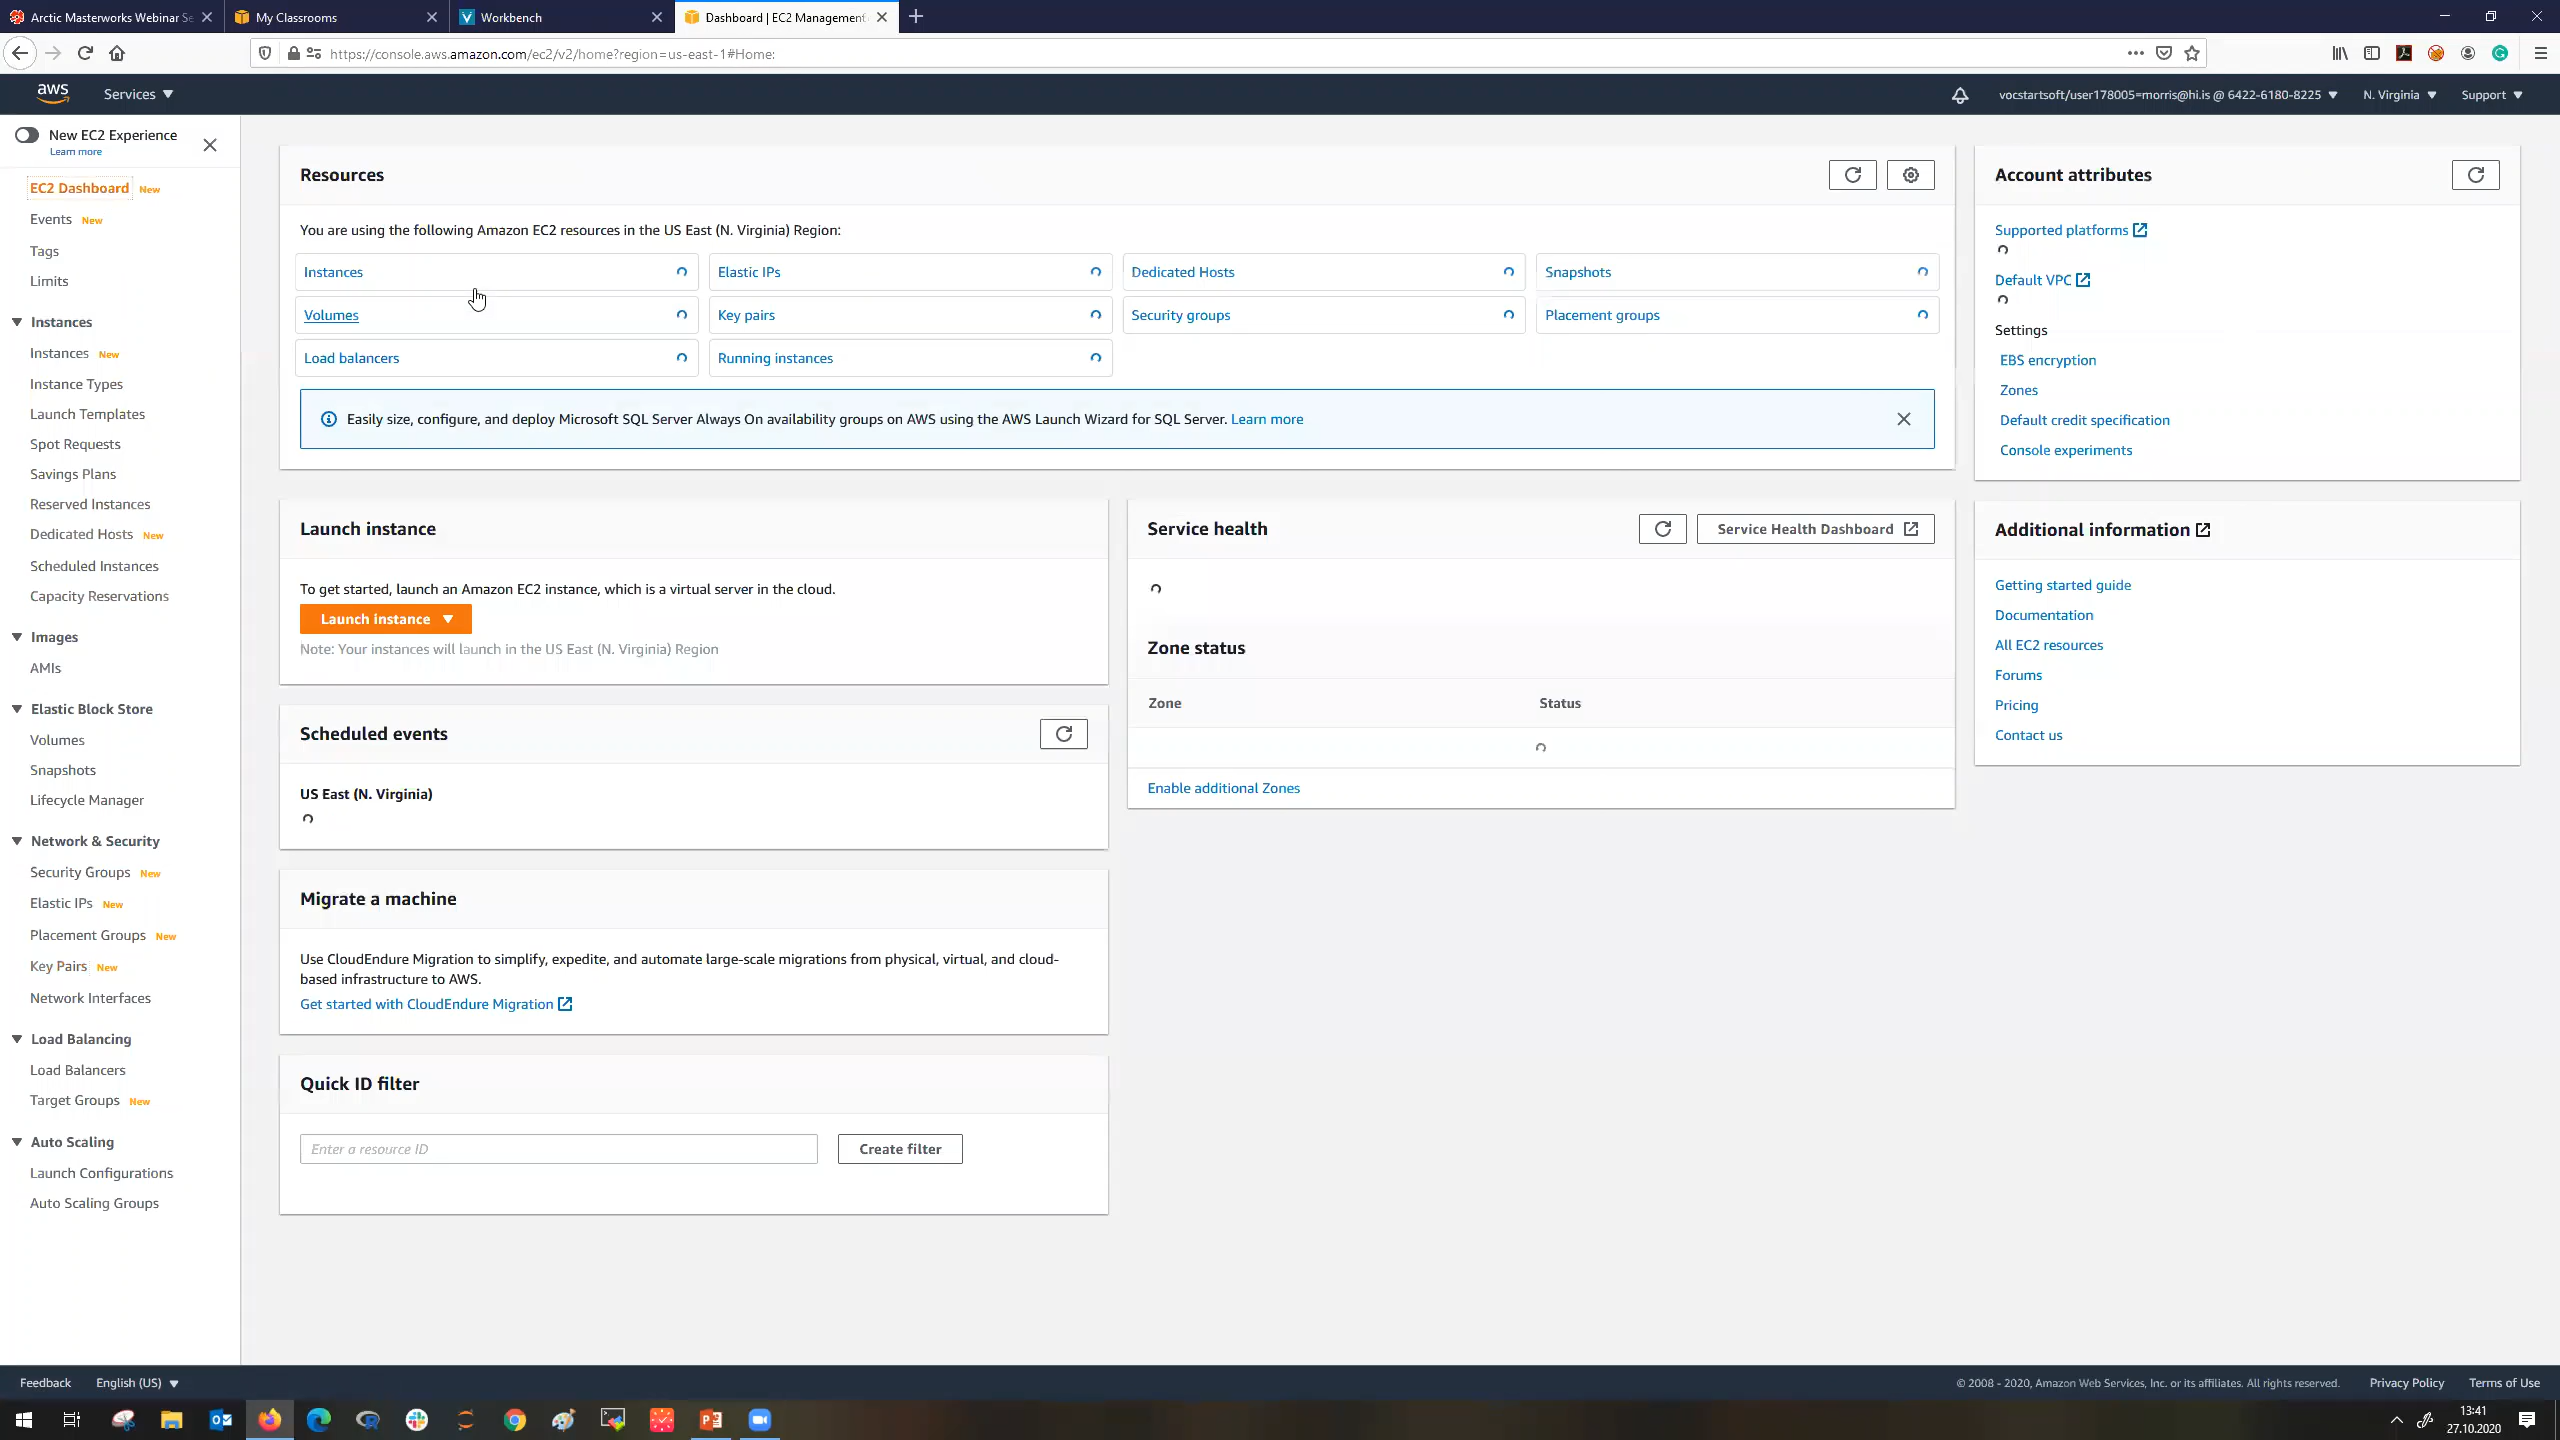 Arctic Masterworks Webinar Se
My Classrooms
Workbench
Dashboard | EC2 Management
https://console.aws.amazon.com/ec2/v2/home?region=us-east-1#Home:
aws
Services
vocstartsoft/user178005=morris@hi.is @ 6422-6180-8225
N. Virginia
Support
New EC2 Experience
Learn more
EC2 Dashboard New
Events New
Tags
Limits
Instances
Instances New
Instance Types
Launch Templates
Spot Requests
Savings Plans
Reserved Instances
Dedicated Hosts New
Scheduled Instances
Capacity Reservations
Images
AMIs
Elastic Block Store
Volumes
Snapshots
Lifecycle Manager
Network & Security
Security Groups New
Elastic IPs New
Placement Groups New
Key Pairs New
Network Interfaces
Load Balancing
Load Balancers
Target Groups New
Auto Scaling
Launch Configurations
Auto Scaling Groups
Resources
You are using the following Amazon EC2 resources in the US East (N. Virginia) Region:
Instances
Elastic IPs
Dedicated Hosts
Snapshots
Volumes
Key pairs
Security groups
Placement groups
Load balancers
Running instances
Easily size, configure, and deploy Microsoft SQL Server Always On availability groups on AWS using the AWS Launch Wizard for SQL Server. Learn more
Launch instance
To get started, launch an Amazon EC2 instance, which is a virtual server in the cloud.
Launch instance
Note: Your instances will launch in the US East (N. Virginia) Region
Scheduled events
US East (N. Virginia)
Migrate a machine
Use CloudEndure Migration to simplify, expedite, and automate large-scale migrations from physical, virtual, and cloud-
based infrastructure to AWS.
Get started with CloudEndure Migration
Quick ID filter
Enter a resource ID
Create filter
Service health
Service Health Dashboard
Zone status
Zone
Status
Enable additional Zones
Account attributes
Supported platforms
Default VPC
Settings
EBS encryption
Zones
Default credit specification
Console experiments
Additional information
Getting started guide
Documentation
All EC2 resources
Forums
Pricing
Contact us
Feedback
English (US)
© 2008 - 2020, Amazon Web Services, Inc. or its affiliates. All rights reserved.
Privacy Policy
Terms of Use
13:41
27.10.2020